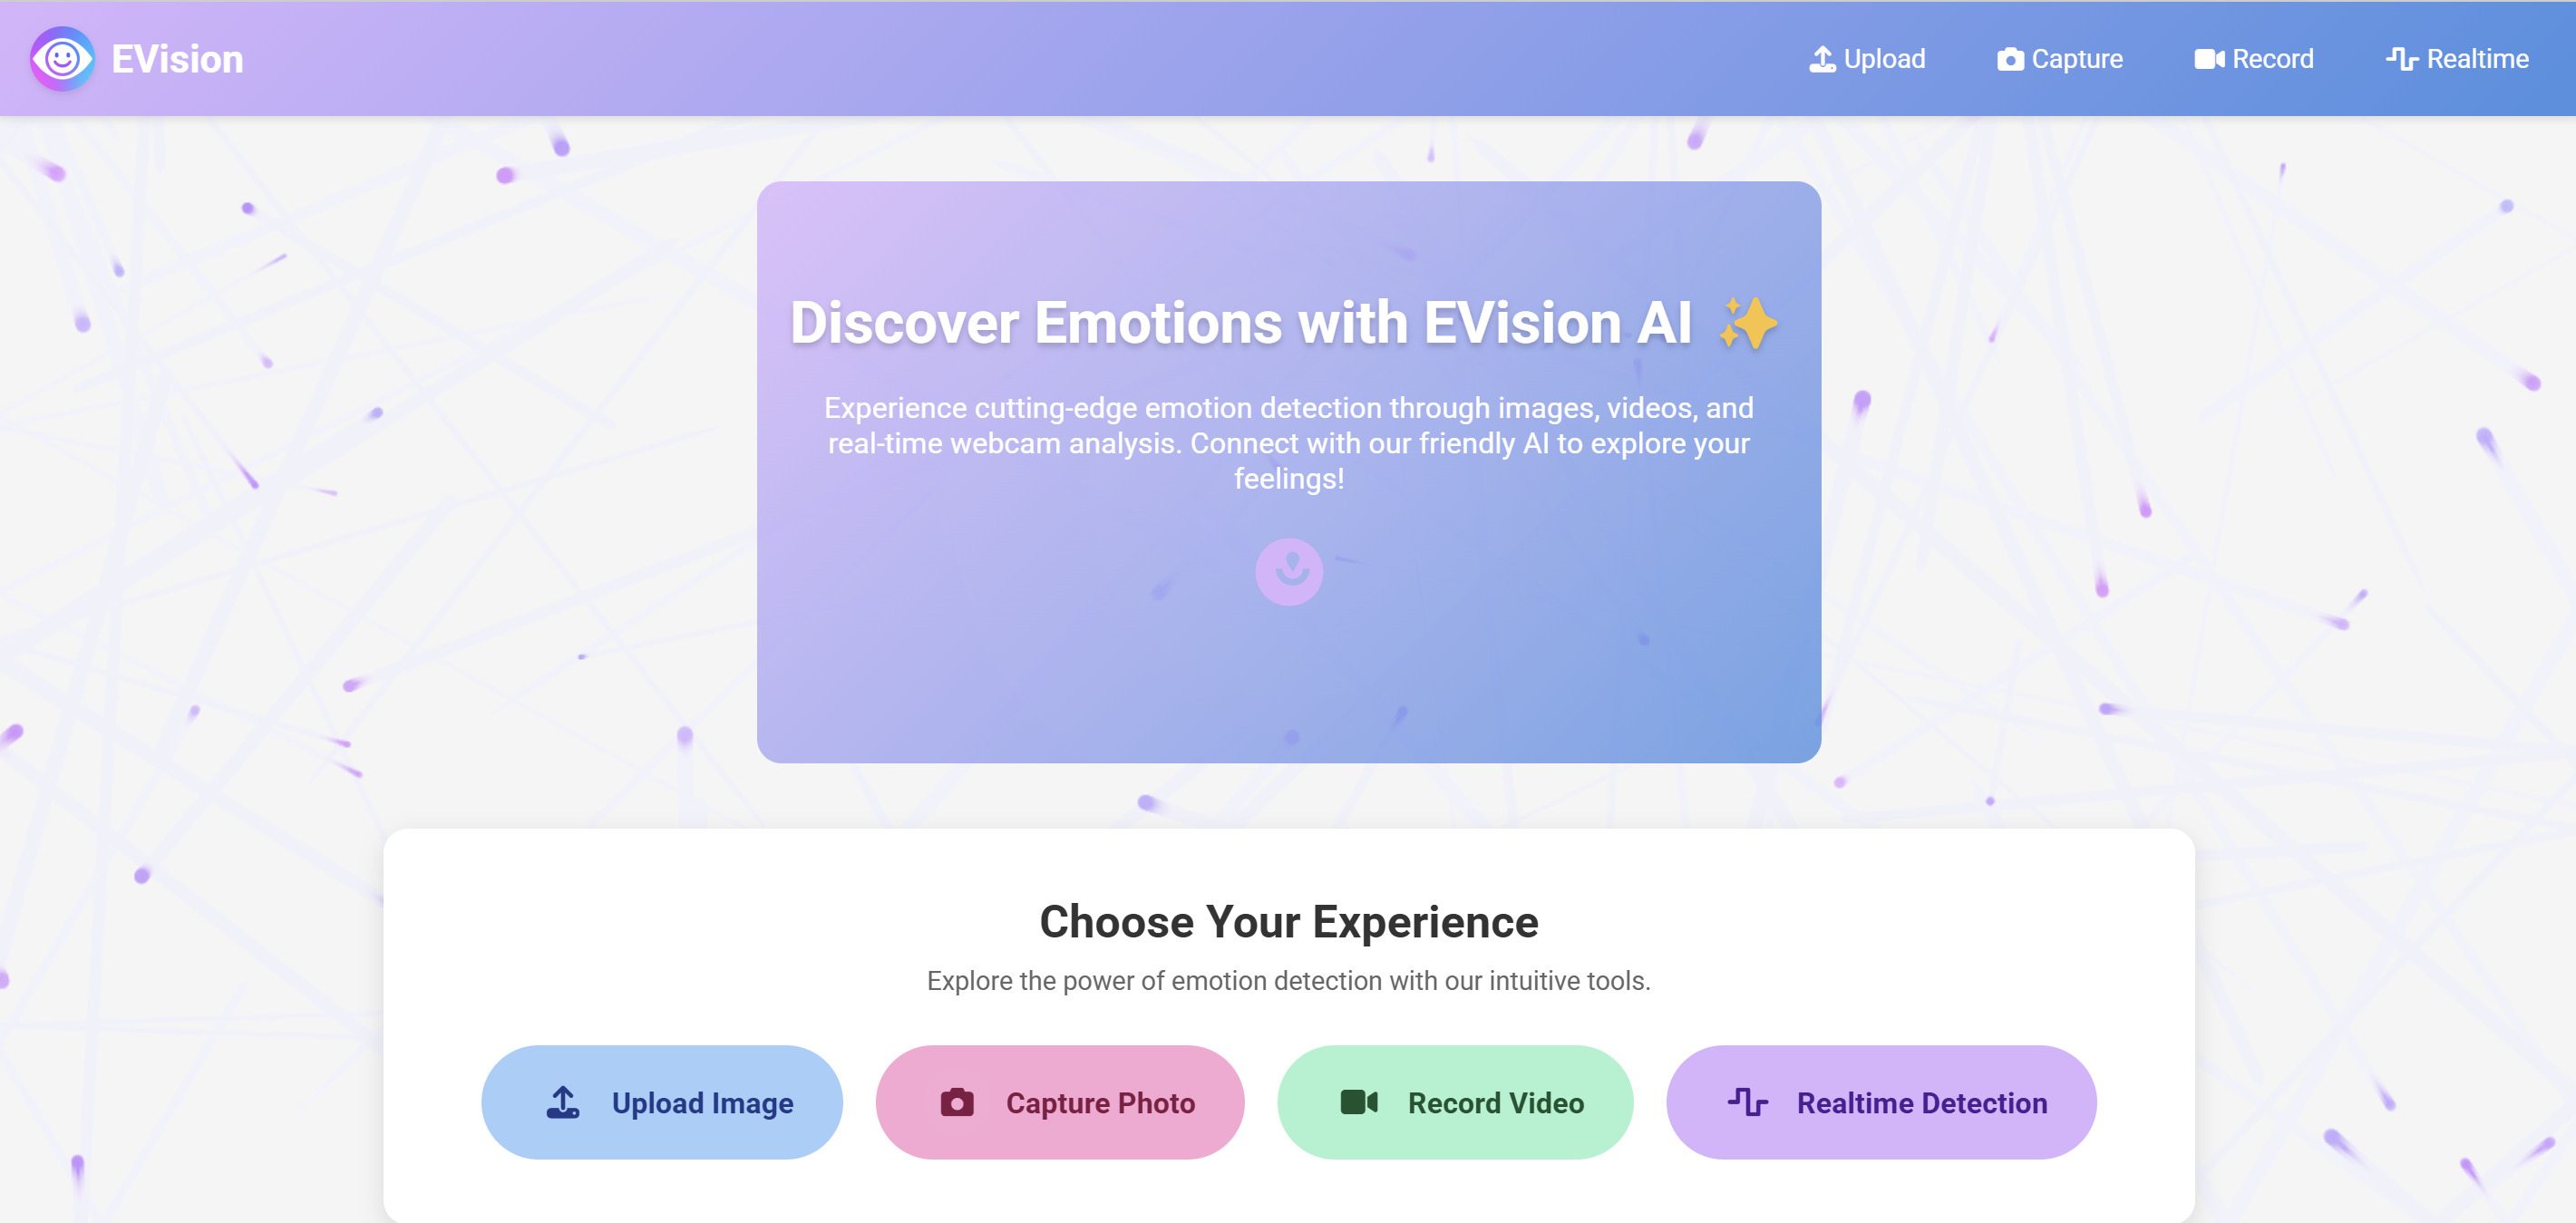 EVision
Upload
Capture
Record
Realtime
Discover Emotions with EVision AI ✨
Experience cutting-edge emotion detection through images, videos, and
real-time webcam analysis. Connect with our friendly AI to explore your
feelings!
Choose Your Experience
Explore the power of emotion detection with our intuitive tools.
Upload Image
Capture Photo
Record Video
Realtime Detection